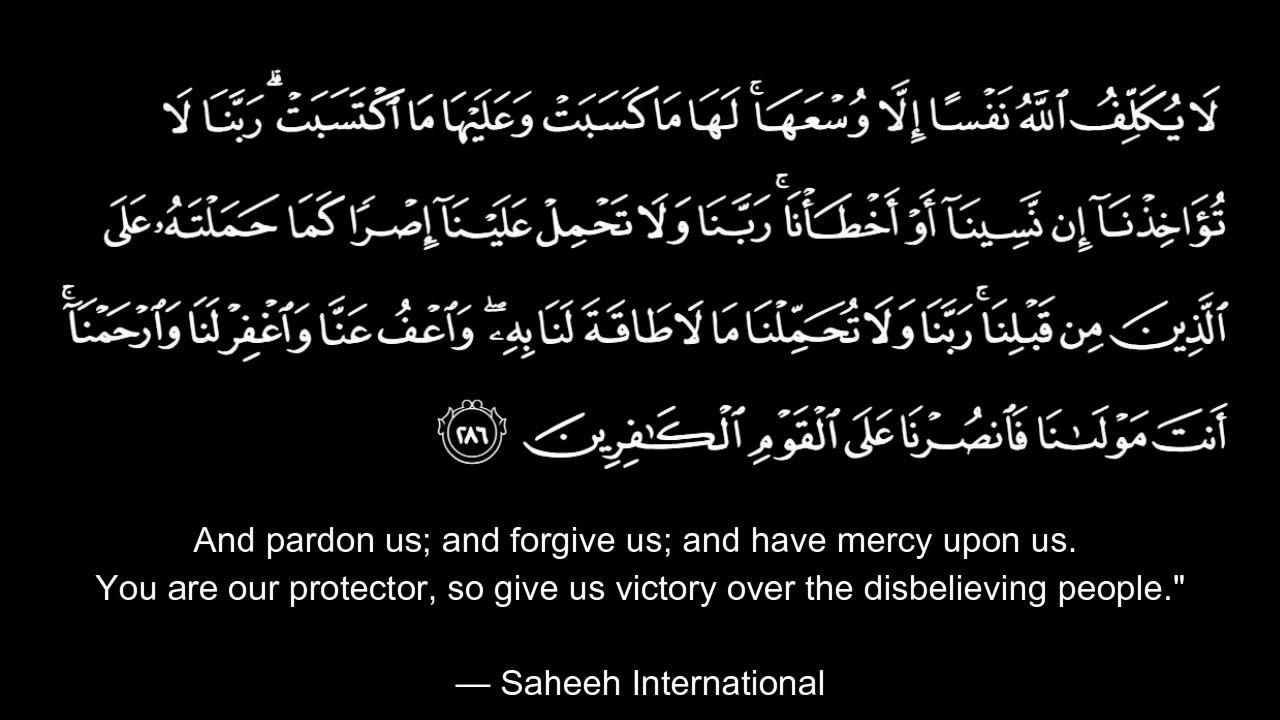 لَا يُكَلِّفُ ٱللَّهُ نَفْسًا إِلَّا وُسْعَهَا ۚ لَهَا مَا كَسَبَتْ وَعَلَيْهَا مَا ٱكْتَسَبَتْ ۗ رَبَّنَا لَا
تُؤَاخِذْنَآ إِن نَّسِينَآ أَوْ أَخْطَأْنَا ۚ رَبَّنَا وَلَا تَحْمِلْ عَلَيْنَآ إِصْرًا كَمَا حَمَلْتَهُۥ عَلَى
ٱلَّذِينَ مِن قَبْلِنَا ۚ رَبَّنَا وَلَا تُحَمِّلْنَا مَا لَا طَاقَةَ لَنَا بِهِۦ ۖ وَٱعْفُ عَنَّا وَٱغْفِرْ لَنَا وَٱرْحَمْنَآ ۚ
أَنتَ مَوْلَىٰنَا فَٱنصُرْنَا عَلَى ٱلْقَوْمِ ٱلْكَـٰفِرِينَ ٢٨٦
And pardon us; and forgive us; and have mercy upon us.
You are our protector, so give us victory over the disbelieving people."
— Saheeh International